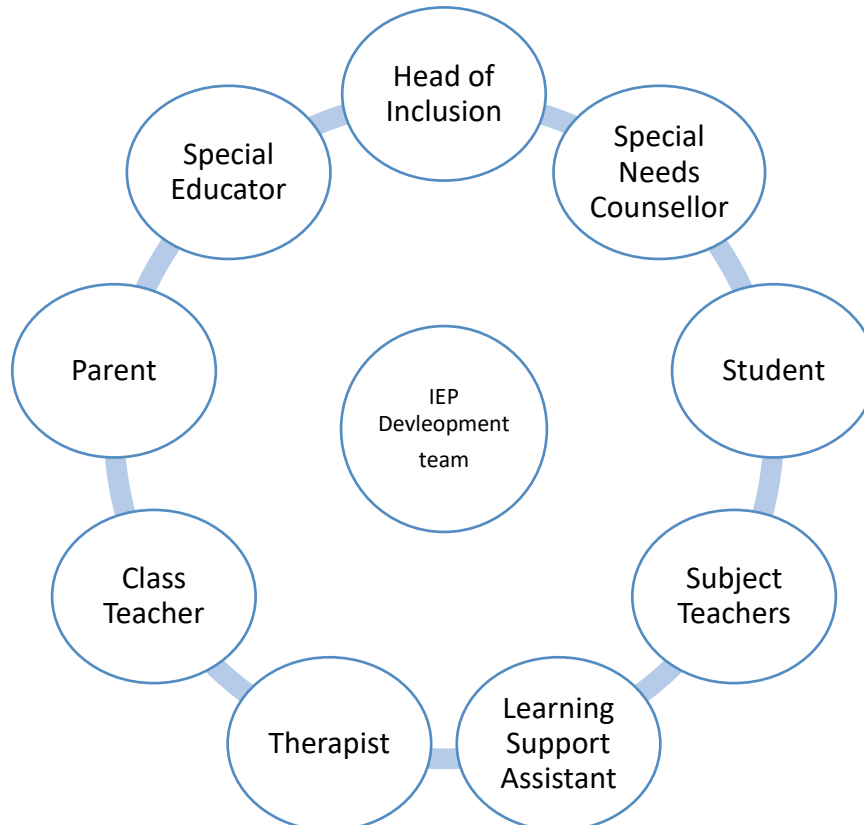 Head of
Inclusion
Special
Needs
Counsellor
Student
Subject
Teachers
Learning
Support
Assistant
Therapist
Class
Teacher
Parent
Special
Educator
IEP
Devleopment
team